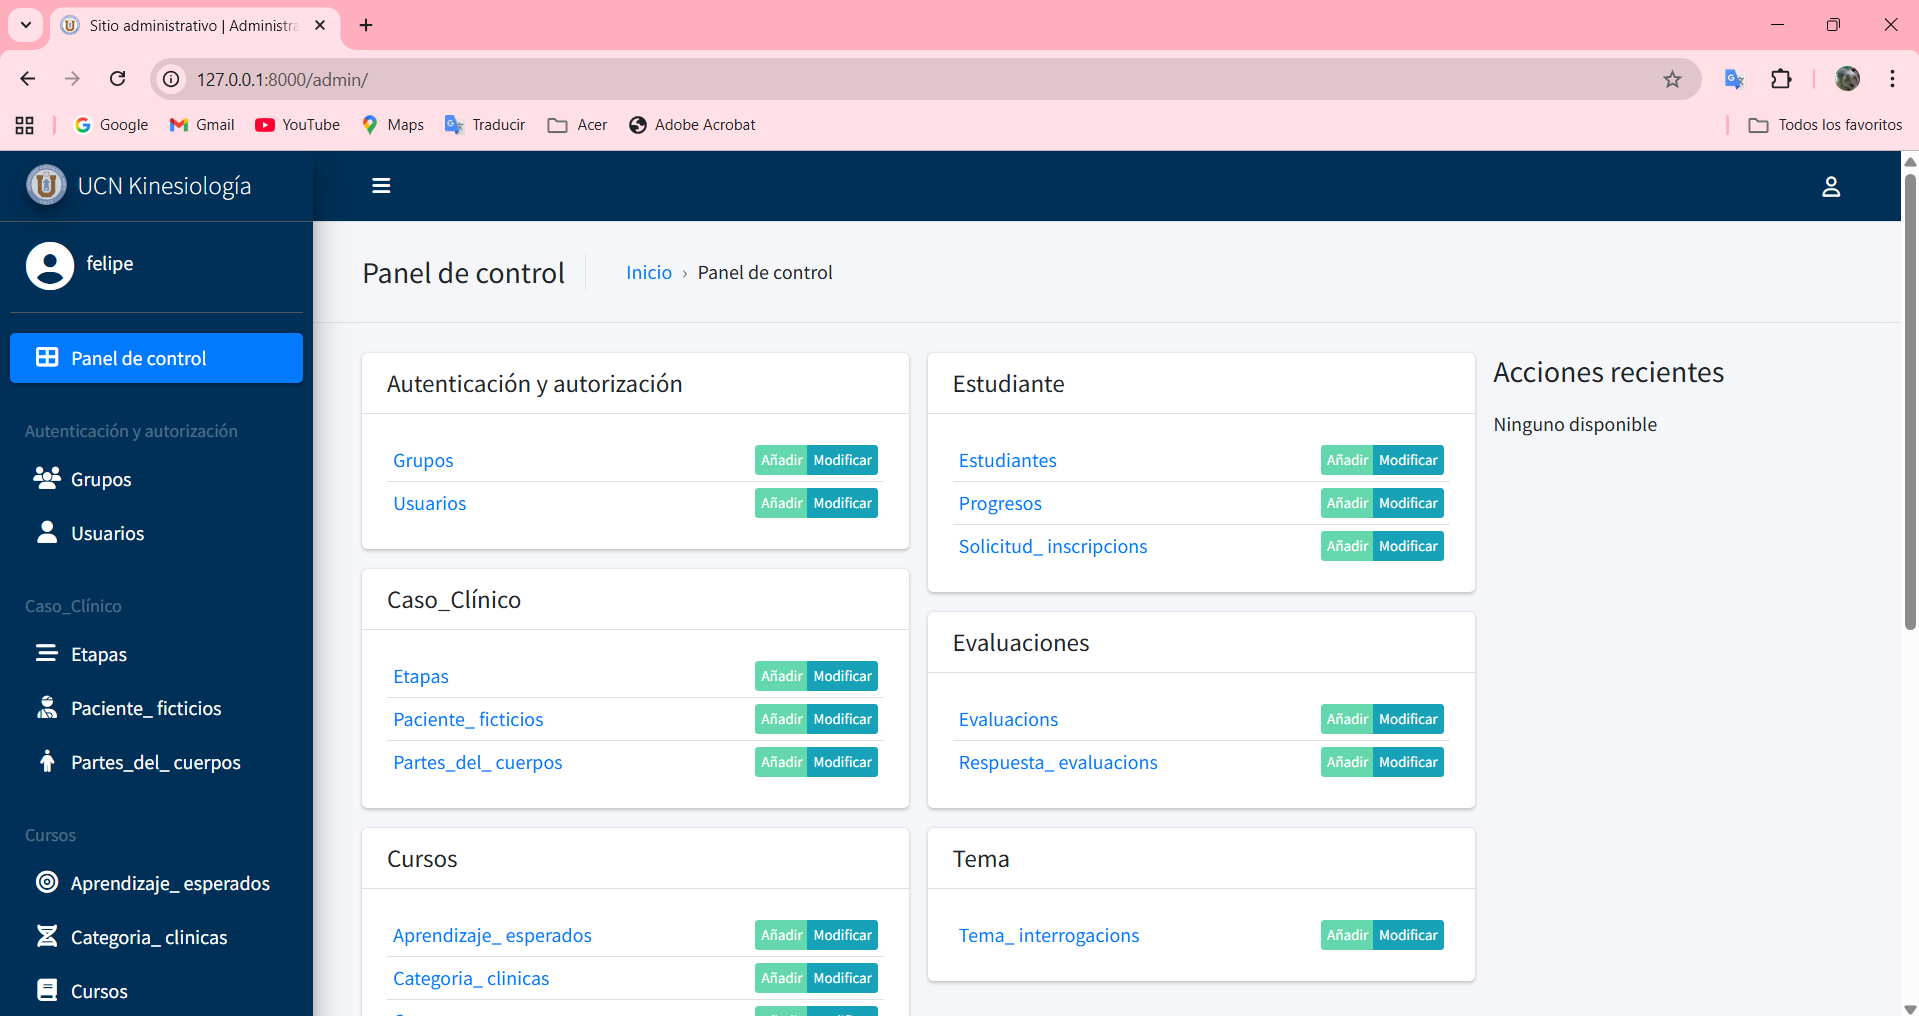 Sitio administrativo | Administra
127.0.0.1:8000/admin/
Google
Gmail
YouTube
Maps
Traducir
Acer
Adobe Acrobat
Todos los favoritos
UCN Kinesiología
felipe
Panel de control
Autenticación y autorización
Grupos
Usuarios
Caso_Clínico
Etapas
Paciente_ ficticios
Partes_del_ cuerpos
Cursos
Aprendizaje_ esperados
Categoria_ clinicas
Cursos
Panel de control
Inicio › Panel de control
Autenticación y autorización
Grupos Añadir Modificar
Usuarios Añadir Modificar
Caso_Clínico
Etapas Añadir Modificar
Paciente_ ficticios Añadir Modificar
Partes_del_ cuerpos Añadir Modificar
Cursos
Aprendizaje_ esperados Añadir Modificar
Categoria_ clinicas Añadir Modificar
Estudiante
Estudiantes Añadir Modificar
Progresos Añadir Modificar
Solicitud_ inscripcions Añadir Modificar
Evaluaciones
Evaluacions Añadir Modificar
Respuesta_ evaluacions Añadir Modificar
Tema
Tema_ interrogacions Añadir Modificar
Acciones recientes
Ninguno disponible